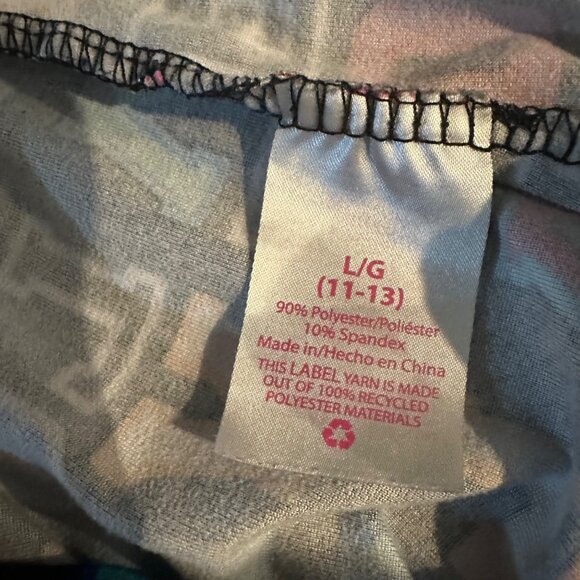 L/G
(11-13)
90% Polyester/Poliéster
10% Spandex
Made in/Hecho en China
THIS LABEL YARN IS MADE
OUT OF 100% RECYCLED
POLYESTER MATERIALS